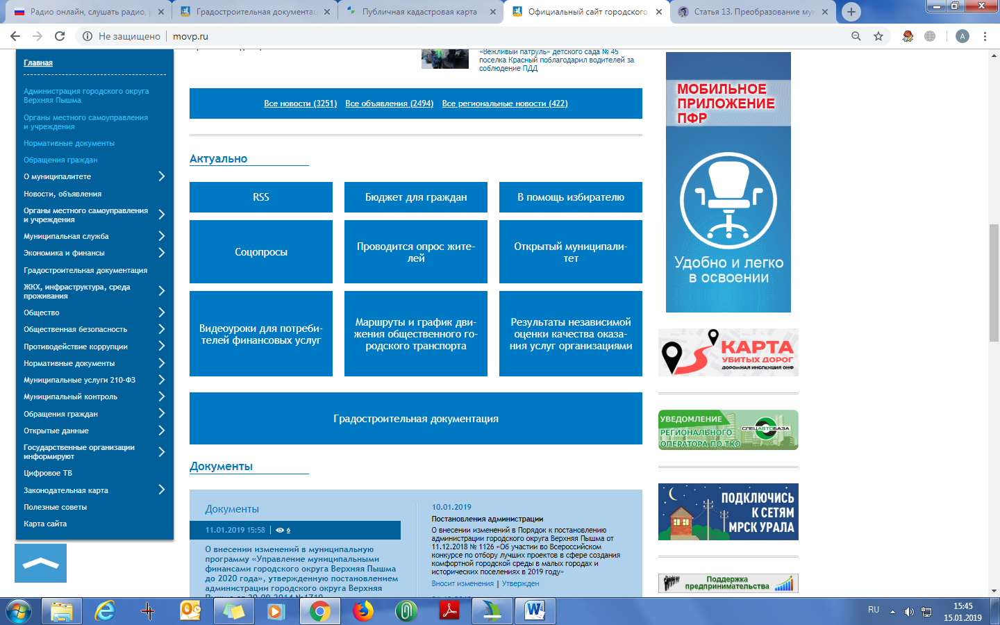 Радио онлайн, слушать радио,
Градостроительная документац
Публичная кадастровая карта
Официальный сайт городского
Статья 13. Преобразование му
Не защищено
movp.ru
А
Главная
Администрация городского округа
Верхняя Пышма
Органы местного самоуправления
и учреждения
Нормативные документы
Обращения граждан
О муниципалитете
Новости, объявления
Органы местного самоуправления
и учреждения
Муниципальная служба
Экономика и финансы
Градостроительная документация
ЖКХ, инфраструктура, среда
проживания
Общество
Общественная безопасность
Противодействие коррупции
Нормативные документы
Муниципальные услуги 210-ФЗ
Муниципальный контроль
Обращения граждан
Открытые данные
Государственные организации
информируют
Цифровое ТВ
Законодательная карта
Полезные советы
Карта сайта
«Вежливый патруль» детского сада № 45
поселка Красный поблагодарил водителей за
соблюдение ПДД
Все новости (3251) Все объявления (2494) Все региональные новости (422)
Актуально
RSS
Бюджет для граждан
В помощь избирателю
Соцопросы
Проводится опрос жите-
лей
Открытый муниципали-
тет
Видеоуроки для потреби-
телей финансовых услуг
Маршруты и график дви-
жения общественного го-
родского транспорта
Результаты независимой
оценки качества оказа-
ния услуг организациями
Градостроительная документация
Документы
Документы
11.01.2019 15:58 6
О внесении изменений в муниципальную
программу «Управление муниципальными
финансами городского округа Верхняя Пышма
до 2020 года», утвержденную постановлением
администрации городского округа Верхняя
Пышма от 30.09.2014 №1710
10.01.2019
Постановления администрации
О внесении изменений в Порядок к постановлению
администрации городского округа Верхняя Пышма от
11.12.2018 № 1126 «Об участии во Всероссийском
конкурсе по отбору лучших проектов в сфере создания
комфортной городской среды в малых городах и
исторических поселениях в 2019 году»
Вносит изменения | Утвержден
МОБИЛЬНОЕ
ПРИЛОЖЕНИЕ
ПФР
Удобно и легко
в освоении
КАРТА
УБИТЫХ ДОРОГ
ДОРОЖНАЯ ИНСПЕКЦИЯ ОНФ
УВЕДОМЛЕНИЕ
РЕГИОНАЛЬНОГО
ОПЕРАТОРА ПО ТКО
СПЕЦАВТОБАЗА
ПОДКЛЮЧИСЬ
К СЕТЯМ
МРСК УРАЛА
Поддержка
предпринимательства
RU
15:45
15.01.2019